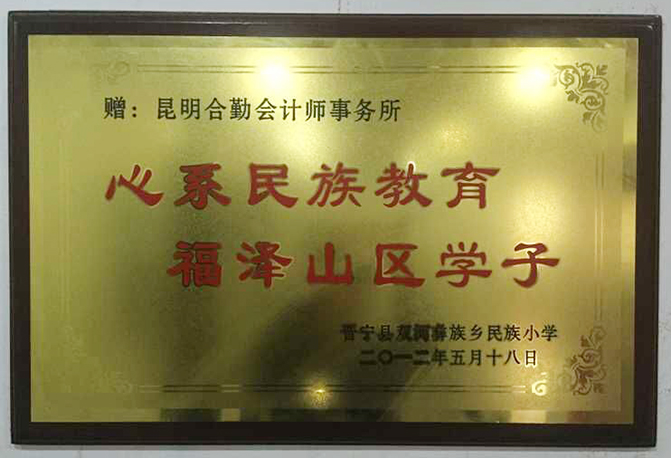 赠：昆明合勤会计师事务所
心系民族教育
福泽山区学子
晋宁县双河彝族乡民族小学
二〇一二年五月十八日